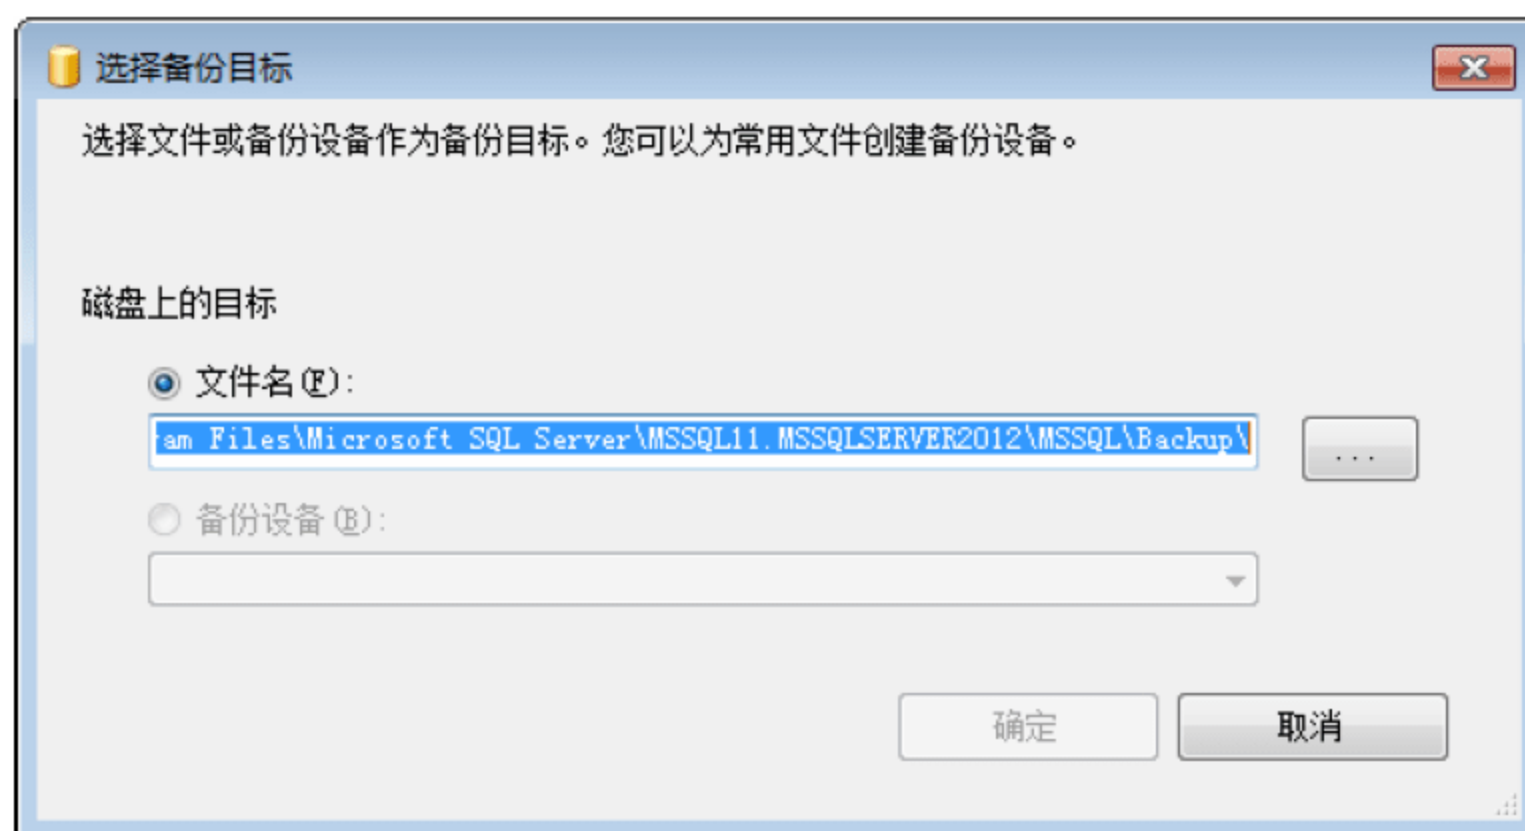 选择备份目标
选择文件或备份设备作为备份目标。您可以为常用文件创建备份设备。
磁盘上的目标
文件名(F):
am Files\Microsoft SQL Server\MSSQL11.MSSQLSERVER2012\MSSQL\Backup\
...
备份设备(B):
确定
取消